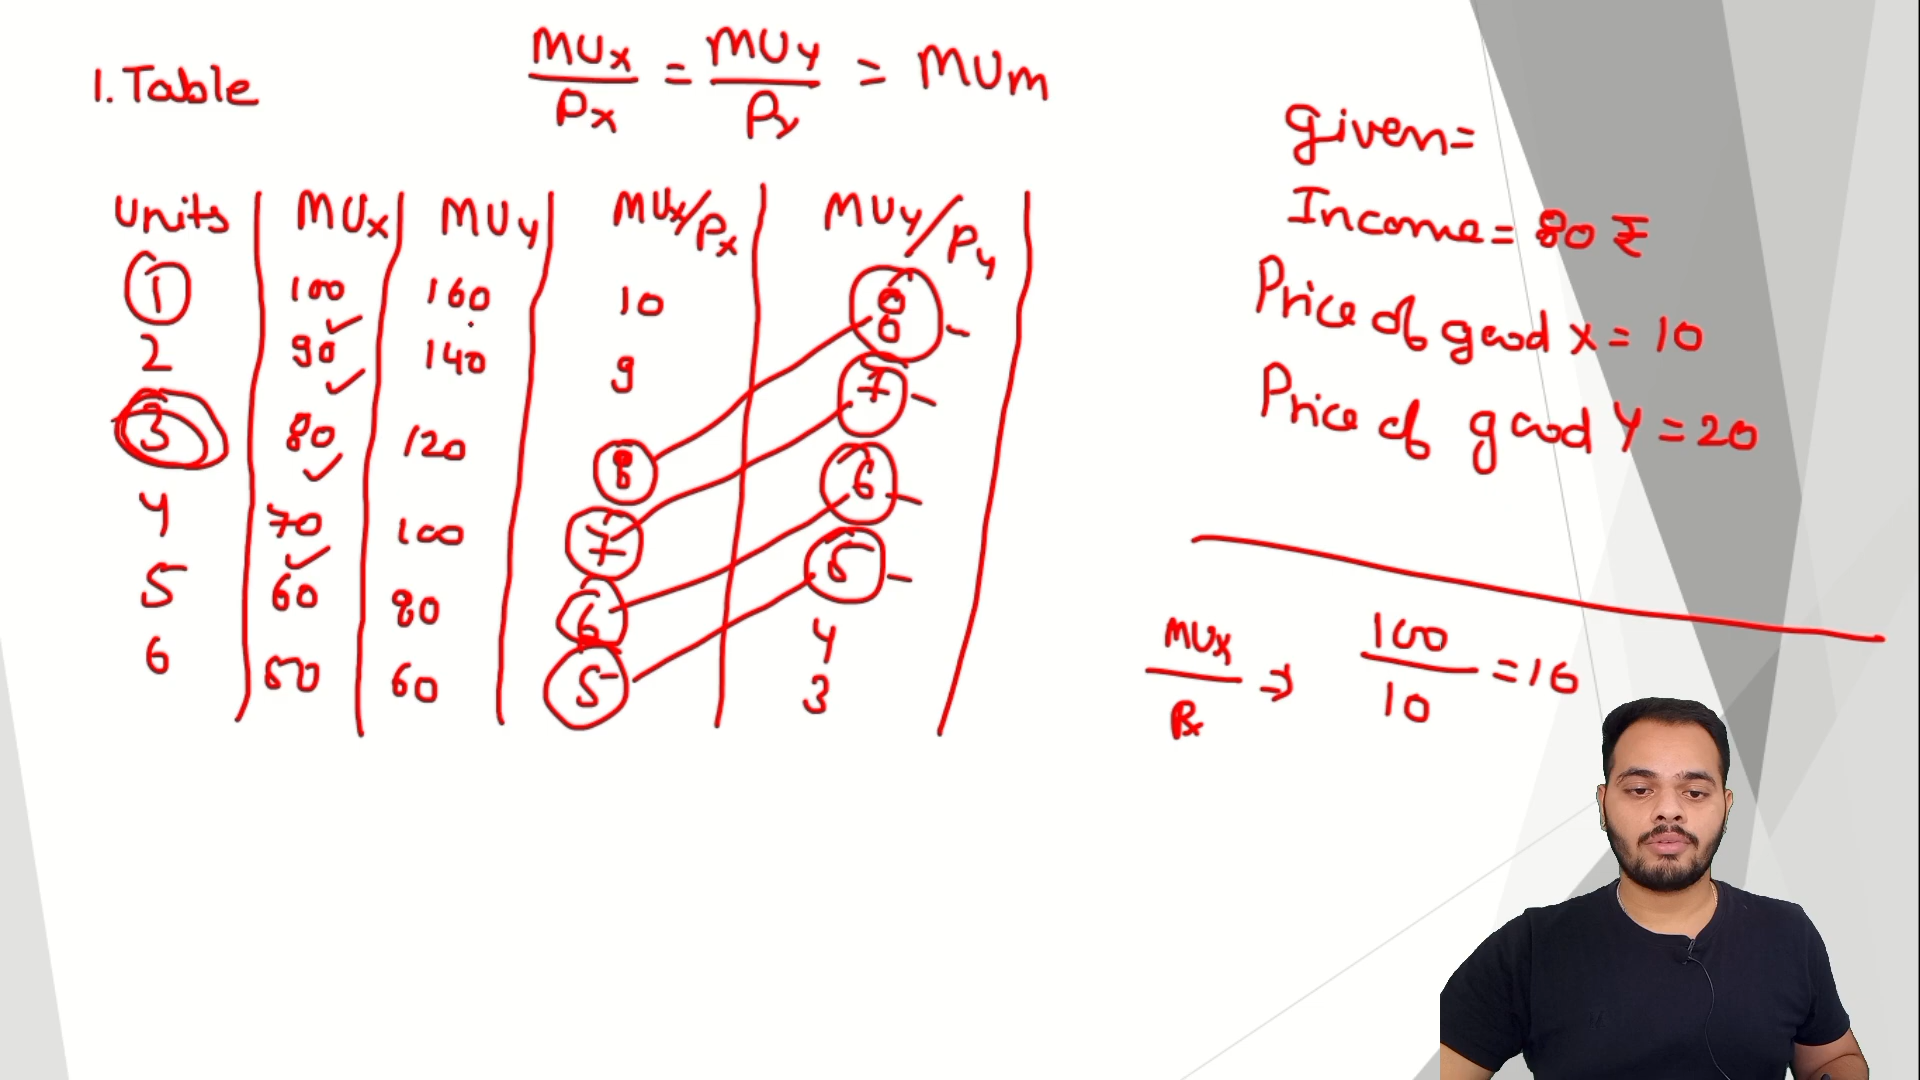 1. Table
MUx/Px = MUy/Py = MUm
units | MUx | MUy | MUx/Px | MUy/Py
1 | 100 | 160 | 10 | 8
2 | 90 | 140 | 9 | 7
3 | 80 | 120 | 8 | 6
4 | 70 | 100 | 7 | 5
5 | 60 | 80 | 6 | 4
6 | 50 | 60 | 5 | 3
given=
Income = 80 ₹
Price of good x = 10
Price of good y = 20
MUx/Px ⇒ 100/10 = 10